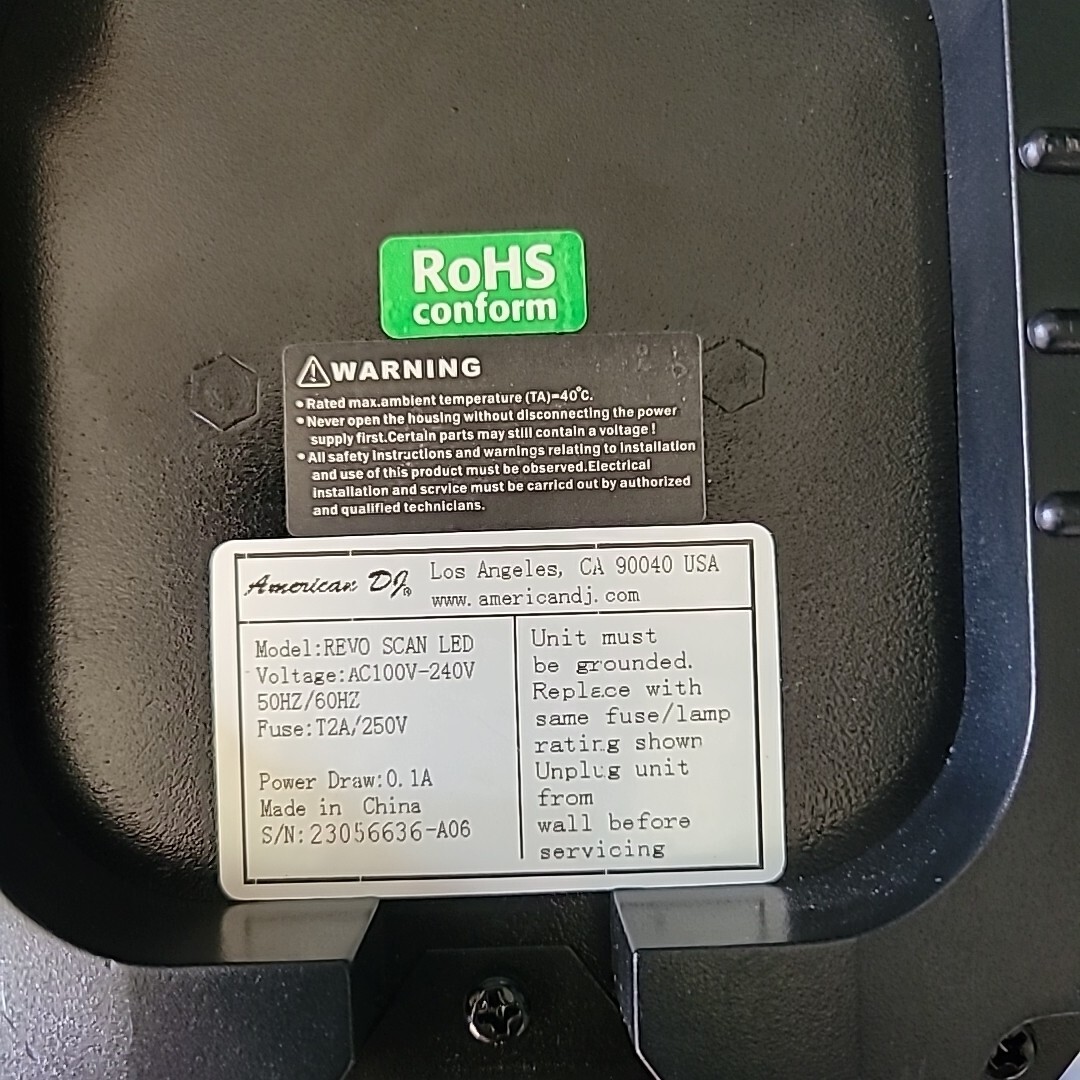 RoHS
conform
WARNING
•Rated max.ambient temperature (TA)=40°C.
•Never open the housing without disconnecting the power
supply first.Certain parts may still contain a voltage !
•All safety instructions and warnings relating to installation
and use of this product must be observed.Electrical
installation and scrvice must be carricd out by authorized
and qualified technicians.
American DJ®
Los Angeles, CA 90040 USA
www.americandj.com
Model:REVO SCAN LED
Voltage:AC100V-240V
50HZ/60HZ
Fuse:T2A/250V
Power Draw:0.1A
Made in China
S/N:23056636-A06
Unit must
be grounded.
Replace with
same fuse/lamp
rating shown
Unplug unit
from
wall before
servicing